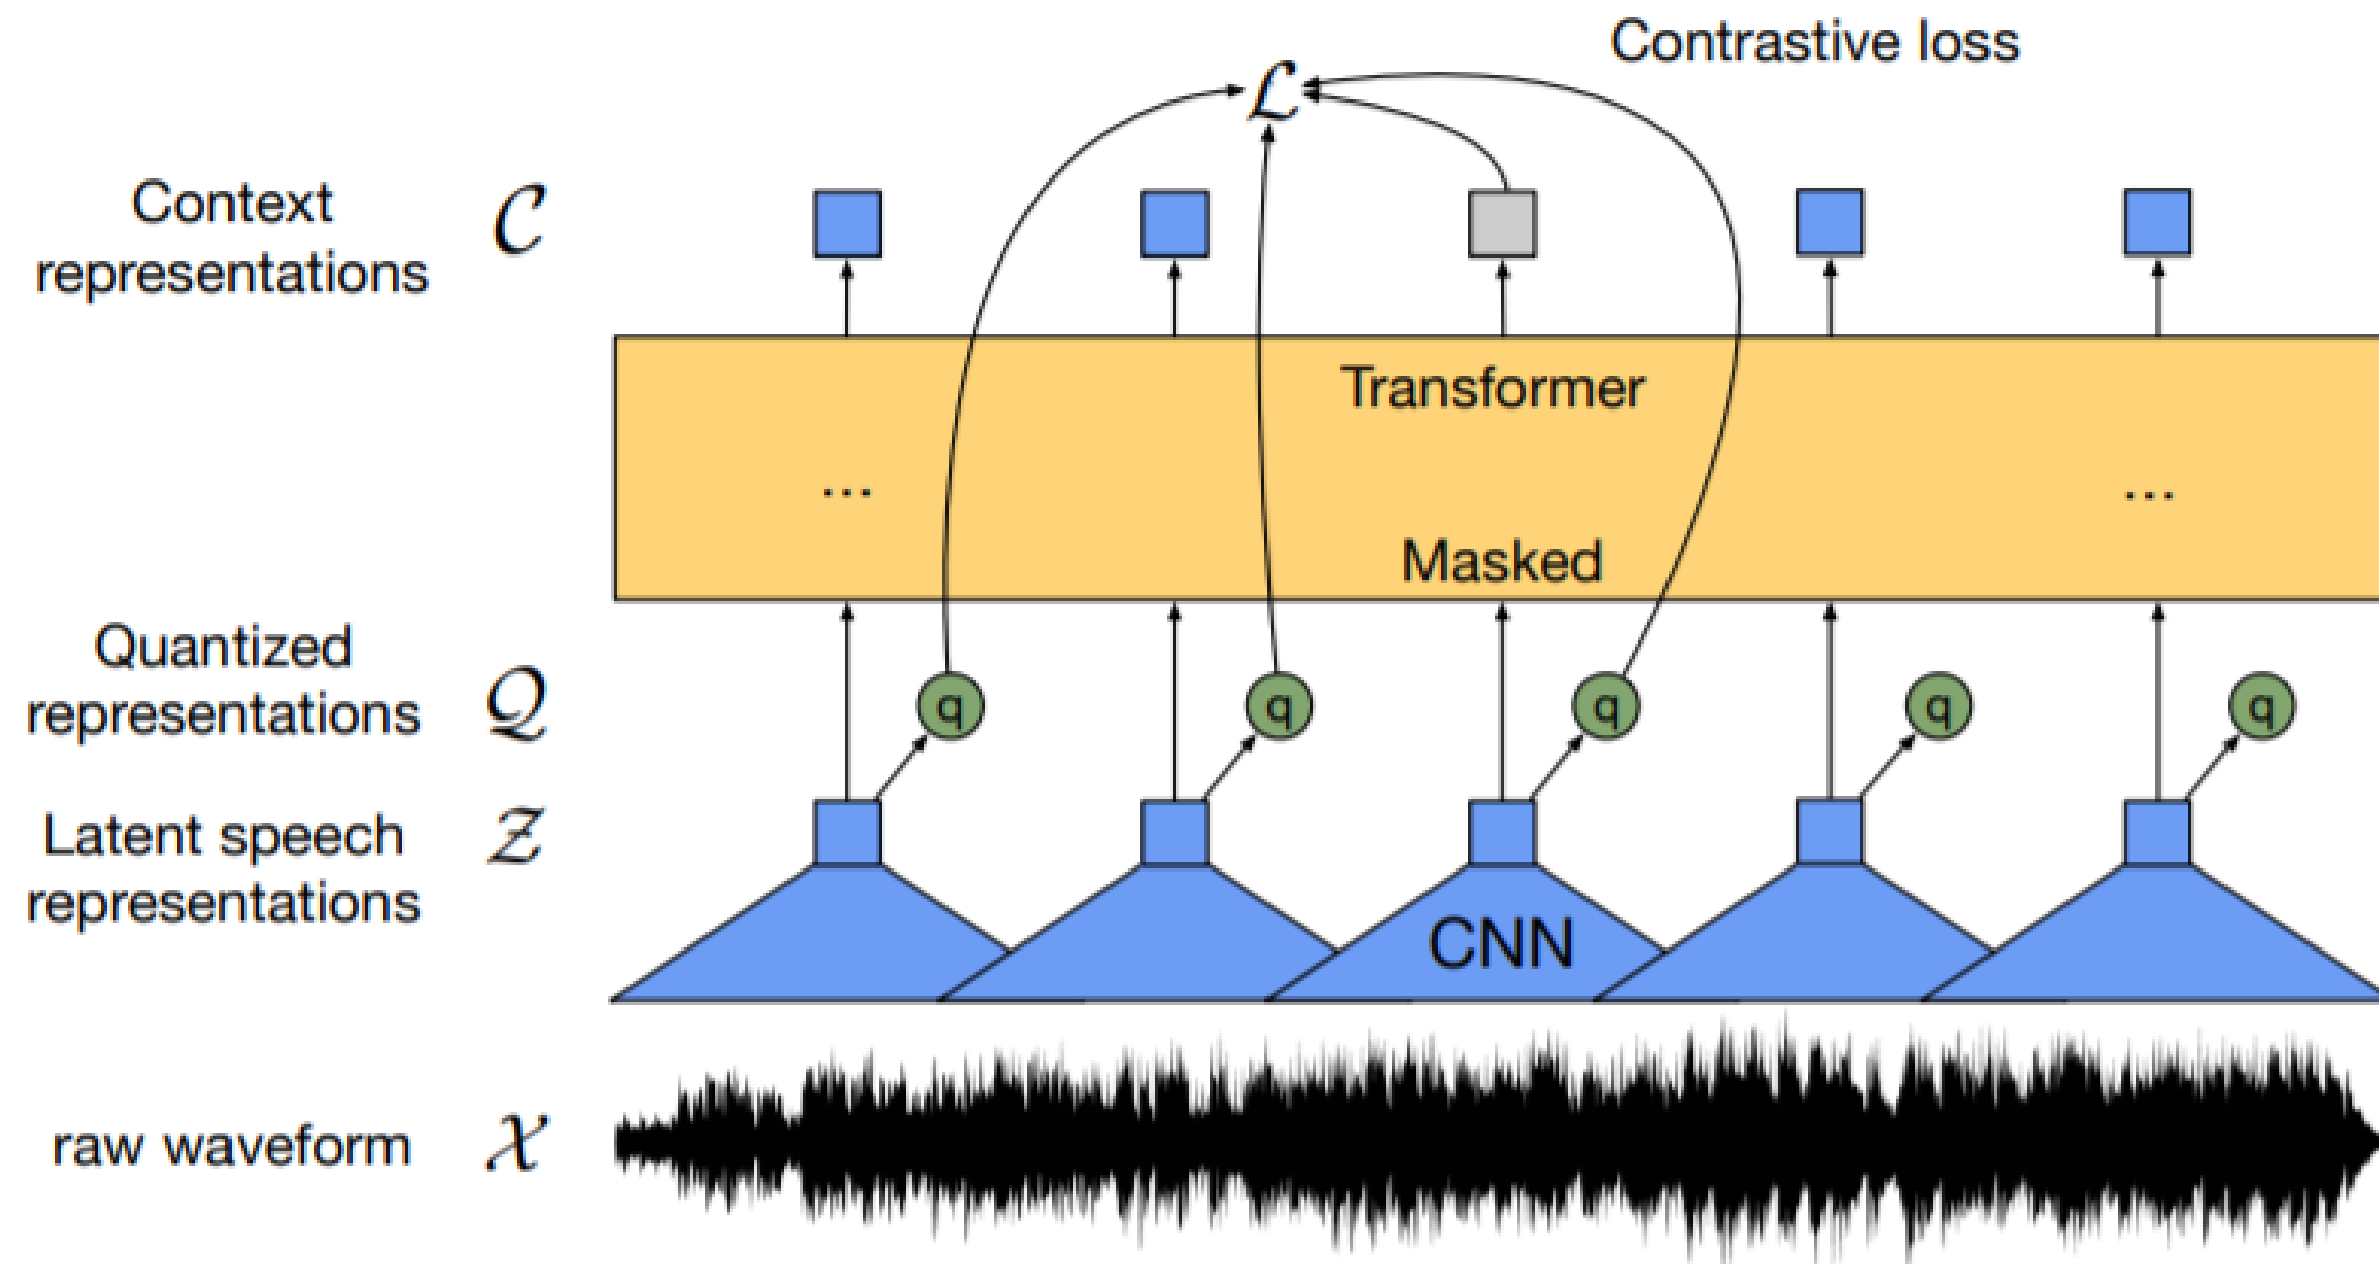 Contrastive loss
ℒ
Context
representations
𝒞
Transformer
... ...
Masked
Quantized
representations
𝒬
q q q q q
Latent speech
representations
𝒵
CNN
raw waveform
𝒳